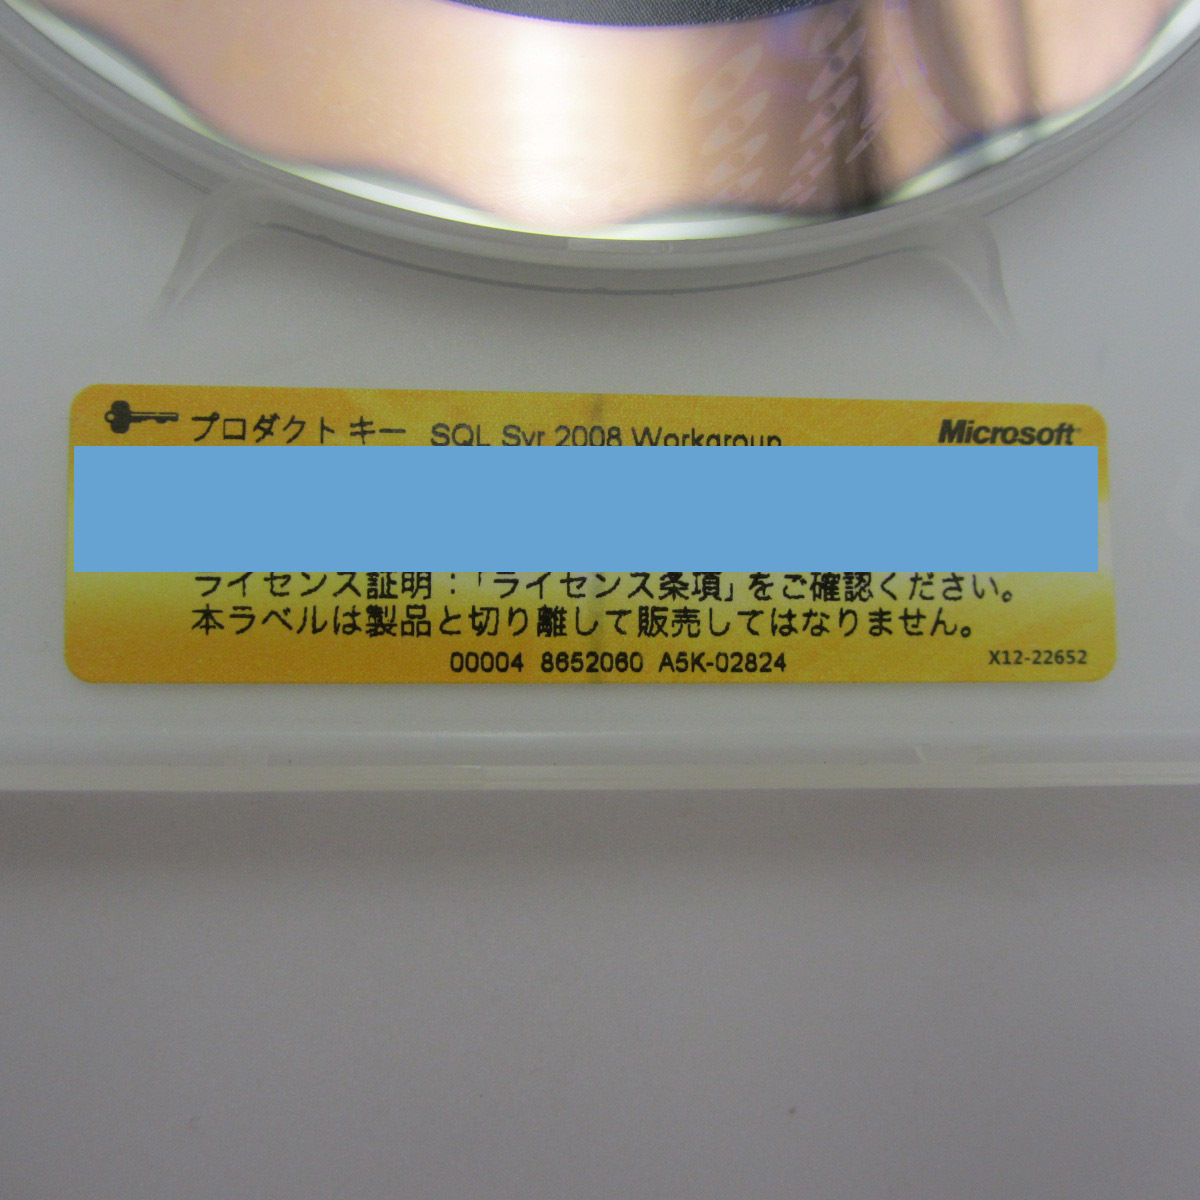 プロダクト キー SQL Svr 2008 Workgroup Microsoft
ライセンス証明：「ライセンス条項」をご確認ください。
本ラベルは製品と切り離して販売してはなりません。
00004 8652060 A5K-02824 X12-22652